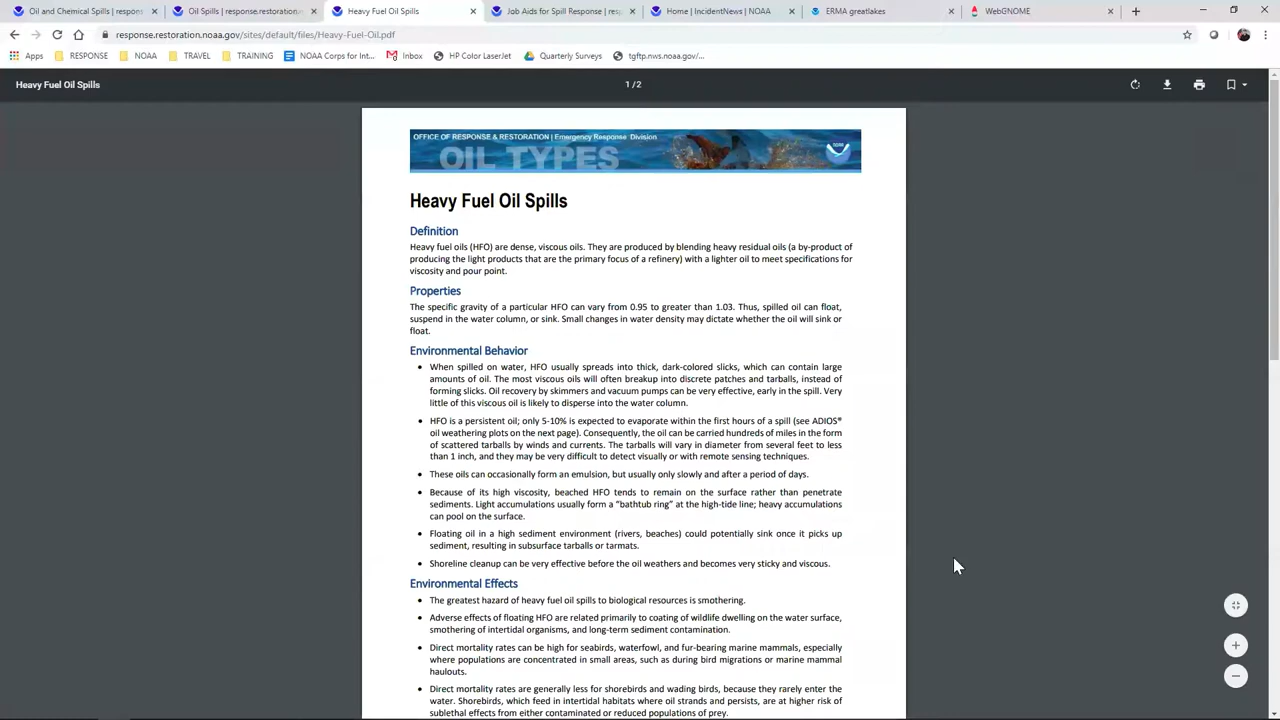 Oil and Chemical Spills | respons
Oil Spills | response.restoration.
Heavy Fuel Oil Spills
Job Aids for Spill Response | resp
Home | IncidentNews | NOAA
ERMA greatlakes
WebGNOME
response.restoration.noaa.gov/sites/default/files/Heavy-Fuel-Oil.pdf
Apps
RESPONSE
NOAA
TRAVEL
TRAINING
NOAA Corps for Int...
Inbox
HP Color LaserJet
Quarterly Surveys
tgftp.nws.noaa.gov/...
Heavy Fuel Oil Spills
1 / 2
OFFICE OF RESPONSE & RESTORATION | Emergency Response Division
OIL TYPES
Heavy Fuel Oil Spills
Definition
Heavy fuel oils (HFO) are dense, viscous oils. They are produced by blending heavy residual oils (a by-product of
producing the light products that are the primary focus of a refinery) with a lighter oil to meet specifications for
viscosity and pour point.
Properties
The specific gravity of a particular HFO can vary from 0.95 to greater than 1.03. Thus, spilled oil can float,
suspend in the water column, or sink. Small changes in water density may dictate whether the oil will sink or
float.
Environmental Behavior
• When spilled on water, HFO usually spreads into thick, dark-colored slicks, which can contain large
amounts of oil. The most viscous oils will often breakup into discrete patches and tarballs, instead of
forming slicks. Oil recovery by skimmers and vacuum pumps can be very effective, early in the spill. Very
little of this viscous oil is likely to disperse into the water column.
• HFO is a persistent oil; only 5-10% is expected to evaporate within the first hours of a spill (see ADIOS®
oil weathering plots on the next page). Consequently, the oil can be carried hundreds of miles in the form
of scattered tarballs by winds and currents. The tarballs will vary in diameter from several feet to less
than 1 inch, and they may be very difficult to detect visually or with remote sensing techniques.
• These oils can occasionally form an emulsion, but usually only slowly and after a period of days.
• Because of its high viscosity, beached HFO tends to remain on the surface rather than penetrate
sediments. Light accumulations usually form a “bathtub ring” at the high-tide line; heavy accumulations
can pool on the surface.
• Floating oil in a high sediment environment (rivers, beaches) could potentially sink once it picks up
sediment, resulting in subsurface tarballs or tarmats.
• Shoreline cleanup can be very effective before the oil weathers and becomes very sticky and viscous.
Environmental Effects
• The greatest hazard of heavy fuel oil spills to biological resources is smothering.
• Adverse effects of floating HFO are related primarily to coating of wildlife dwelling on the water surface,
smothering of intertidal organisms, and long-term sediment contamination.
• Direct mortality rates can be high for seabirds, waterfowl, and fur-bearing marine mammals, especially
where populations are concentrated in small areas, such as during bird migrations or marine mammal
haulouts.
• Direct mortality rates are generally less for shorebirds and wading birds, because they rarely enter the
water. Shorebirds, which feed in intertidal habitats where oil strands and persists, are at higher risk of
sublethal effects from either contaminated or reduced populations of prey.